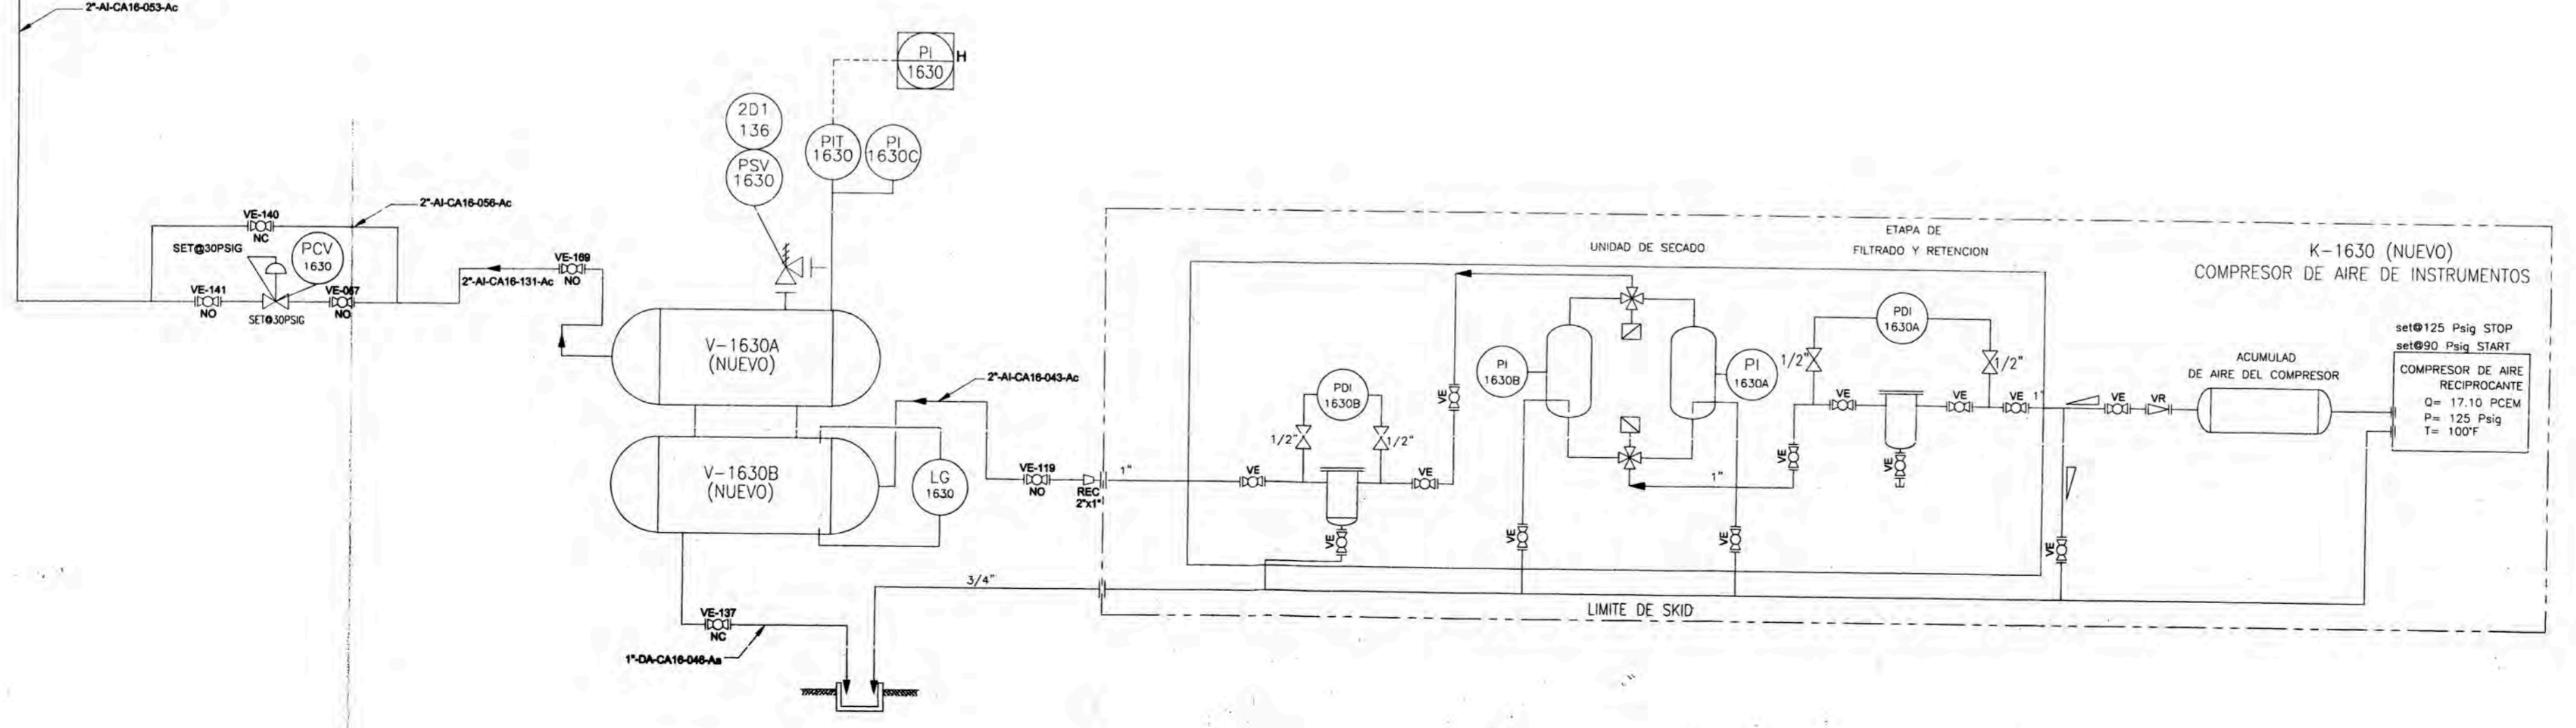 2"-AI-CA16-053-Ac
PI
1630
H
2D1
136
PSV
1630
PIT
1630
PI
1630C
2"-AI-CA16-056-Ac
VE-140
NC
SET@30PSIG
PCV
1630
VE-141
NO
SET@30PSIG
VE-067
NO
2"-AI-CA16-131-Ac
VE-169
NO
V-1630A
(NUEVO)
V-1630B
(NUEVO)
LG
1630
2"-AI-CA16-043-Ac
VE-119
NO
REC
2"x1"
1"
VE-137
NC
1"-DA-CA16-046-Aa
3/4"
UNIDAD DE SECADO
ETAPA DE
FILTRADO Y RETENCION
K-1630 (NUEVO)
COMPRESOR DE AIRE DE INSTRUMENTOS
VE
1/2"
PDI
1630B
1/2"
VE
VE
VE
PI
1630B
PI
1630A
VE
VE
1"
VE
1/2"
PDI
1630A
1/2"
VE
VE
VE
VE
1"
VE
VE
VR
ACUMULAD
DE AIRE DEL COMPRESOR
set@125 Psig STOP
set@90 Psig START
COMPRESOR DE AIRE
RECIPROCANTE
Q= 17.10 PCEM
P= 125 Psig
T= 100°F
LIMITE DE SKID